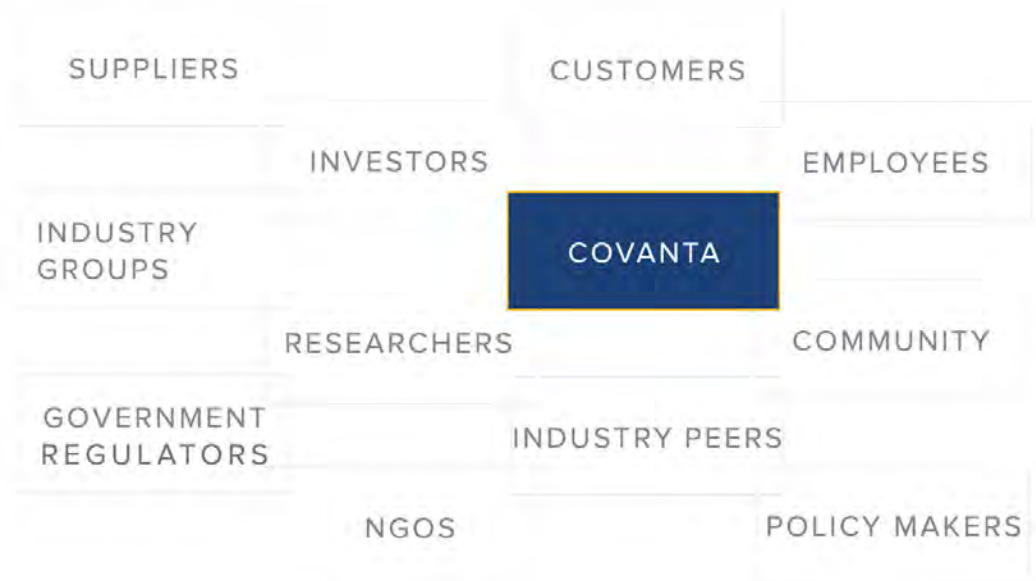 SUPPLIERS
CUSTOMERS
INVESTORS
EMPLOYEES
INDUSTRY
GROUPS
COVANTA
RESEARCHERS
COMMUNITY
GOVERNMENT
REGULATORS
INDUSTRY PEERS
NGOS
POLICY MAKERS